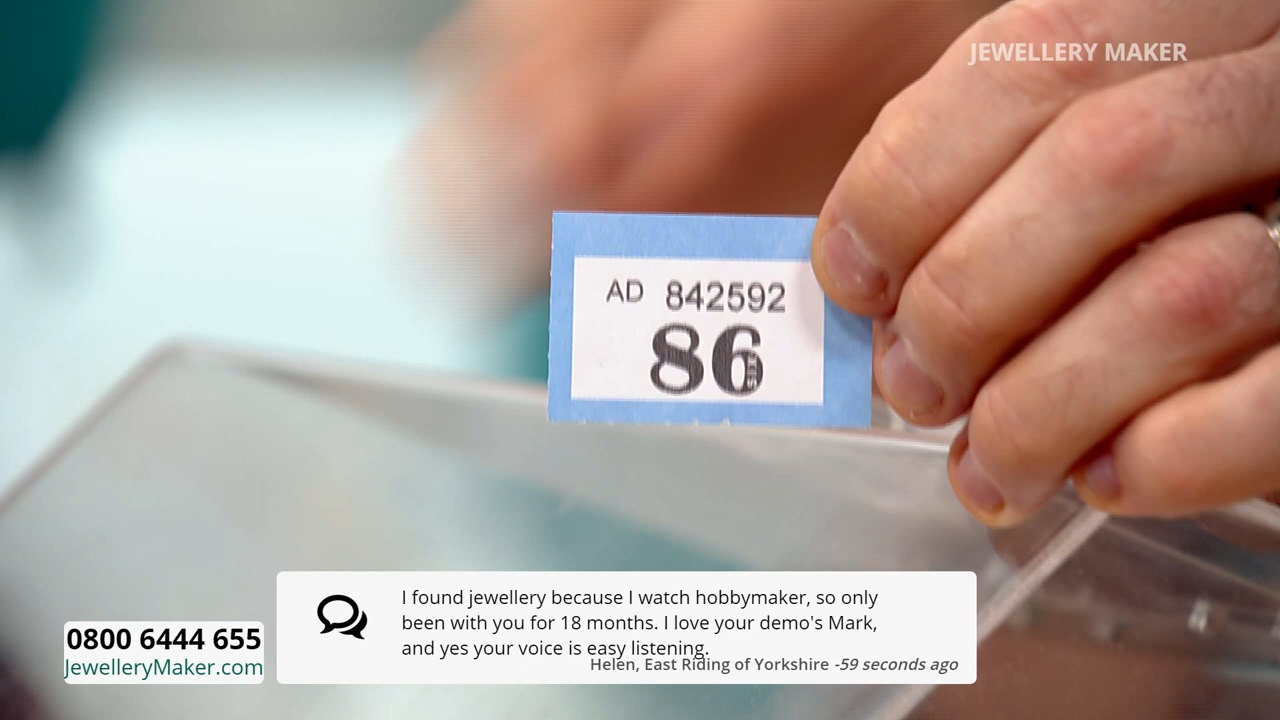 JEWELLERY MAKER
AD 842592
86
0800 6444 655
JewelleryMaker.com
I found jewellery because I watch hobbymaker, so only
been with you for 18 months. I love your demo's Mark,
and yes your voice is easy listening.
Helen, East Riding of Yorkshire -59 seconds ago